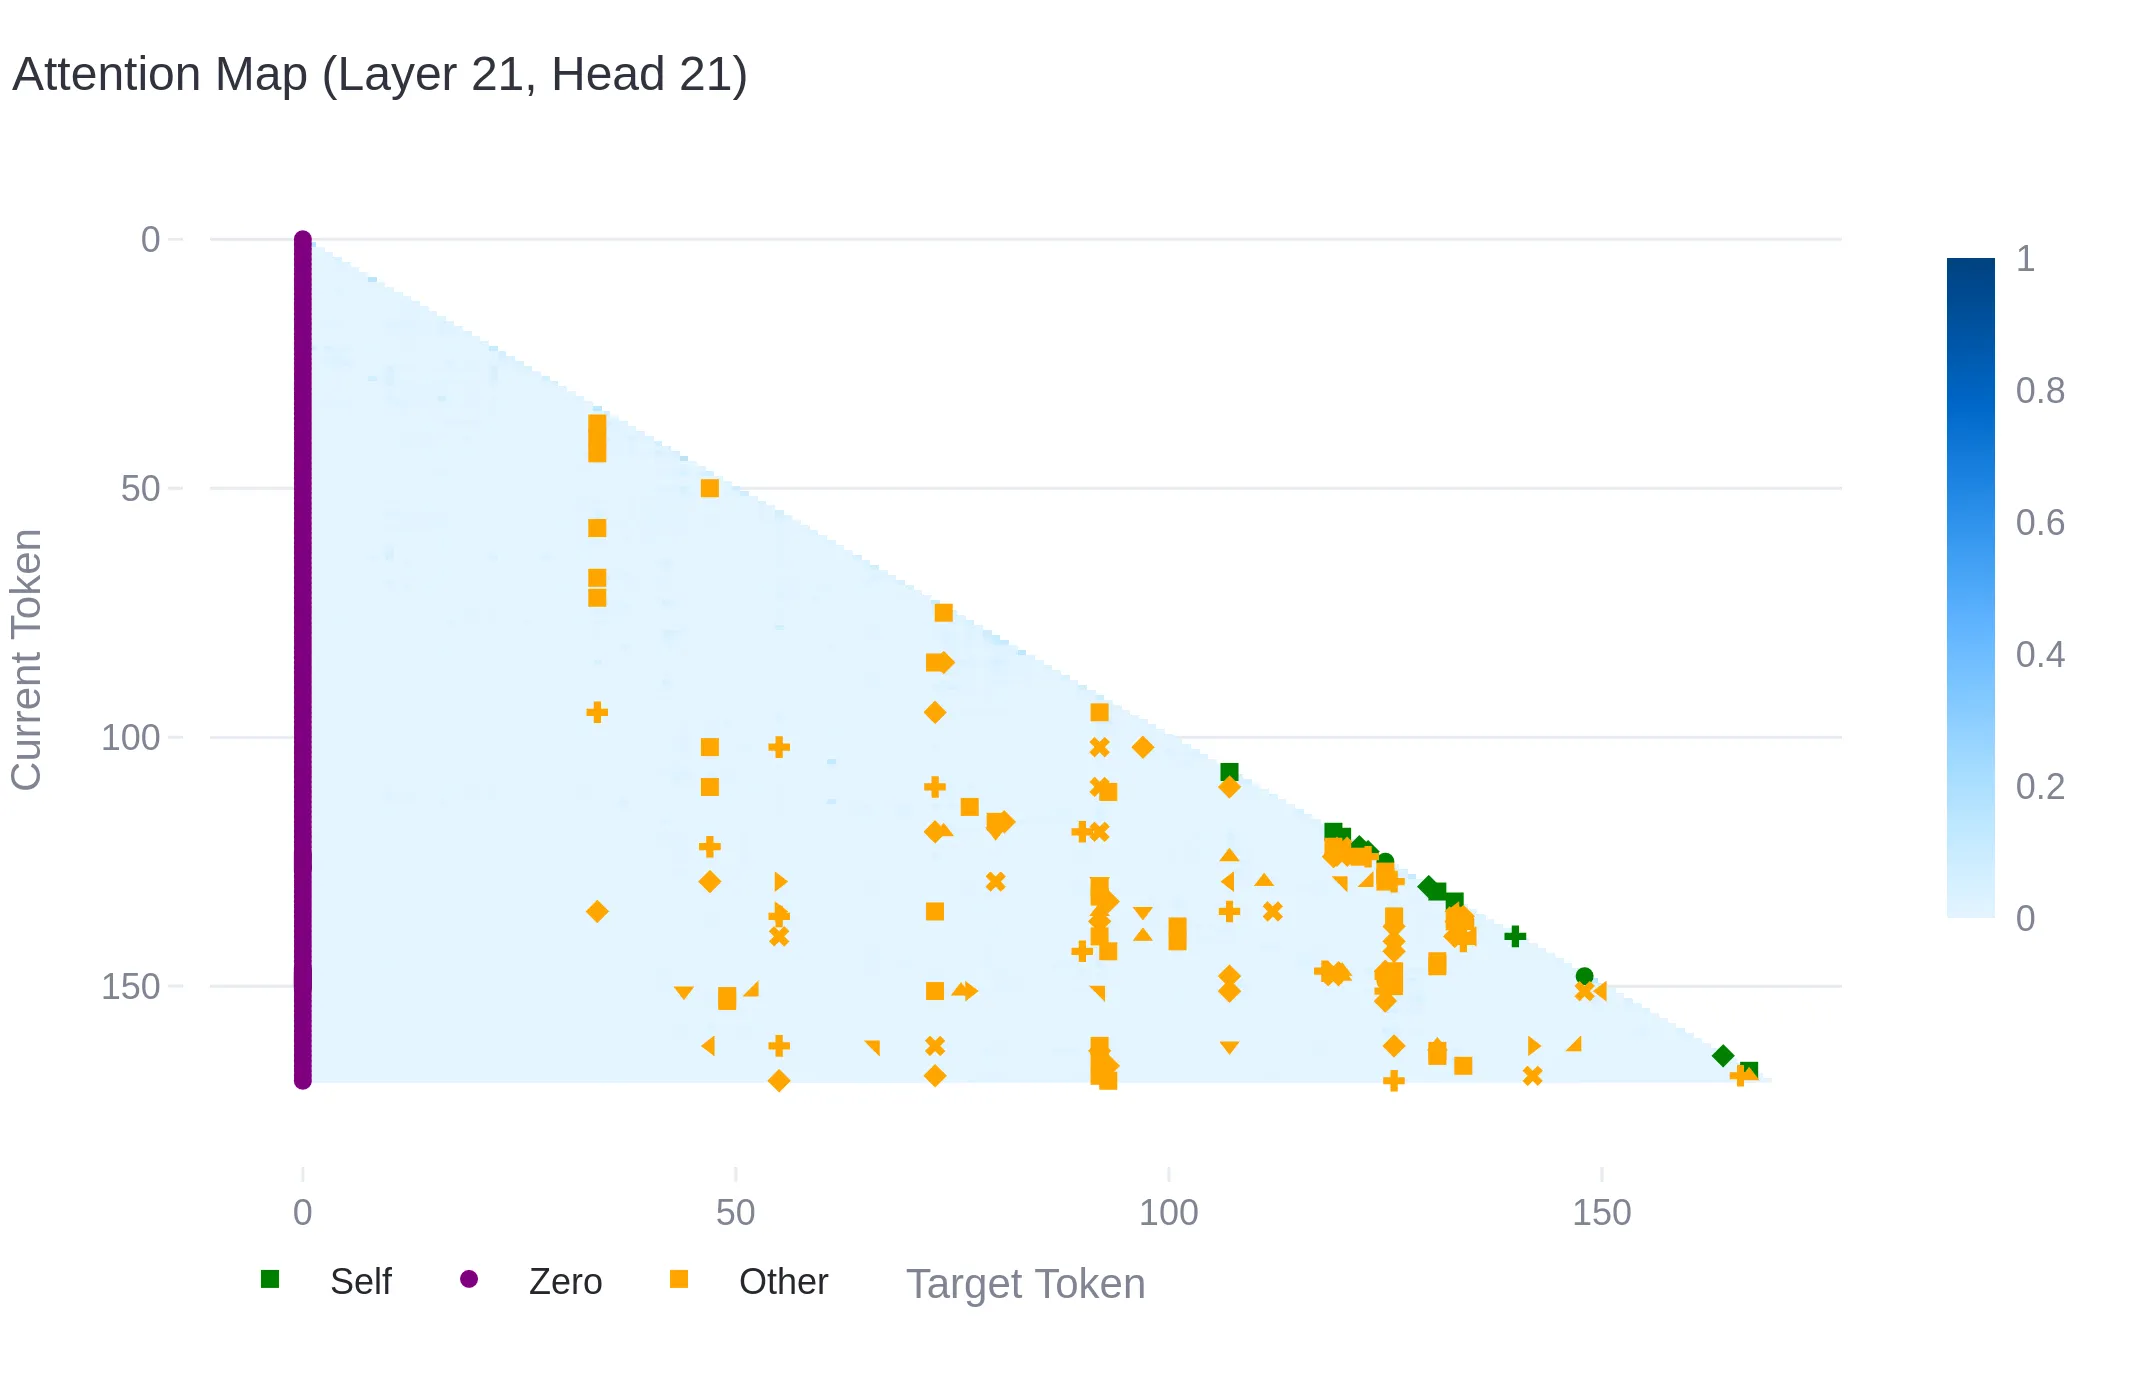 Attention Map (Layer 21, Head 21)
Current Token
0
50
100
150
0
50
100
150
Target Token
Self
Zero
Other
1
0.8
0.6
0.4
0.2
0